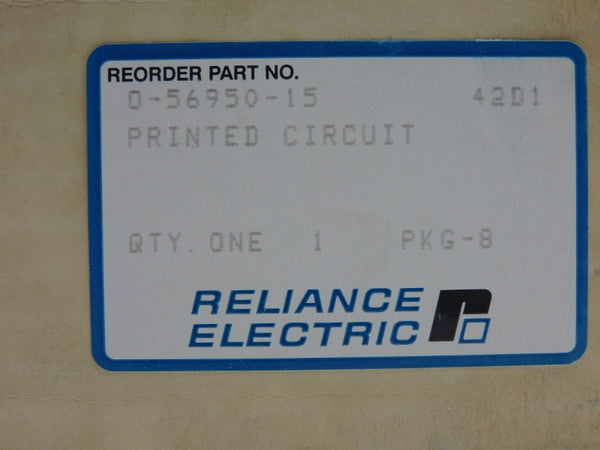 REORDER PART NO.
0-56950-15 42D1
PRINTED CIRCUIT
QTY. ONE 1 PKG-8
RELIANCE
ELECTRIC